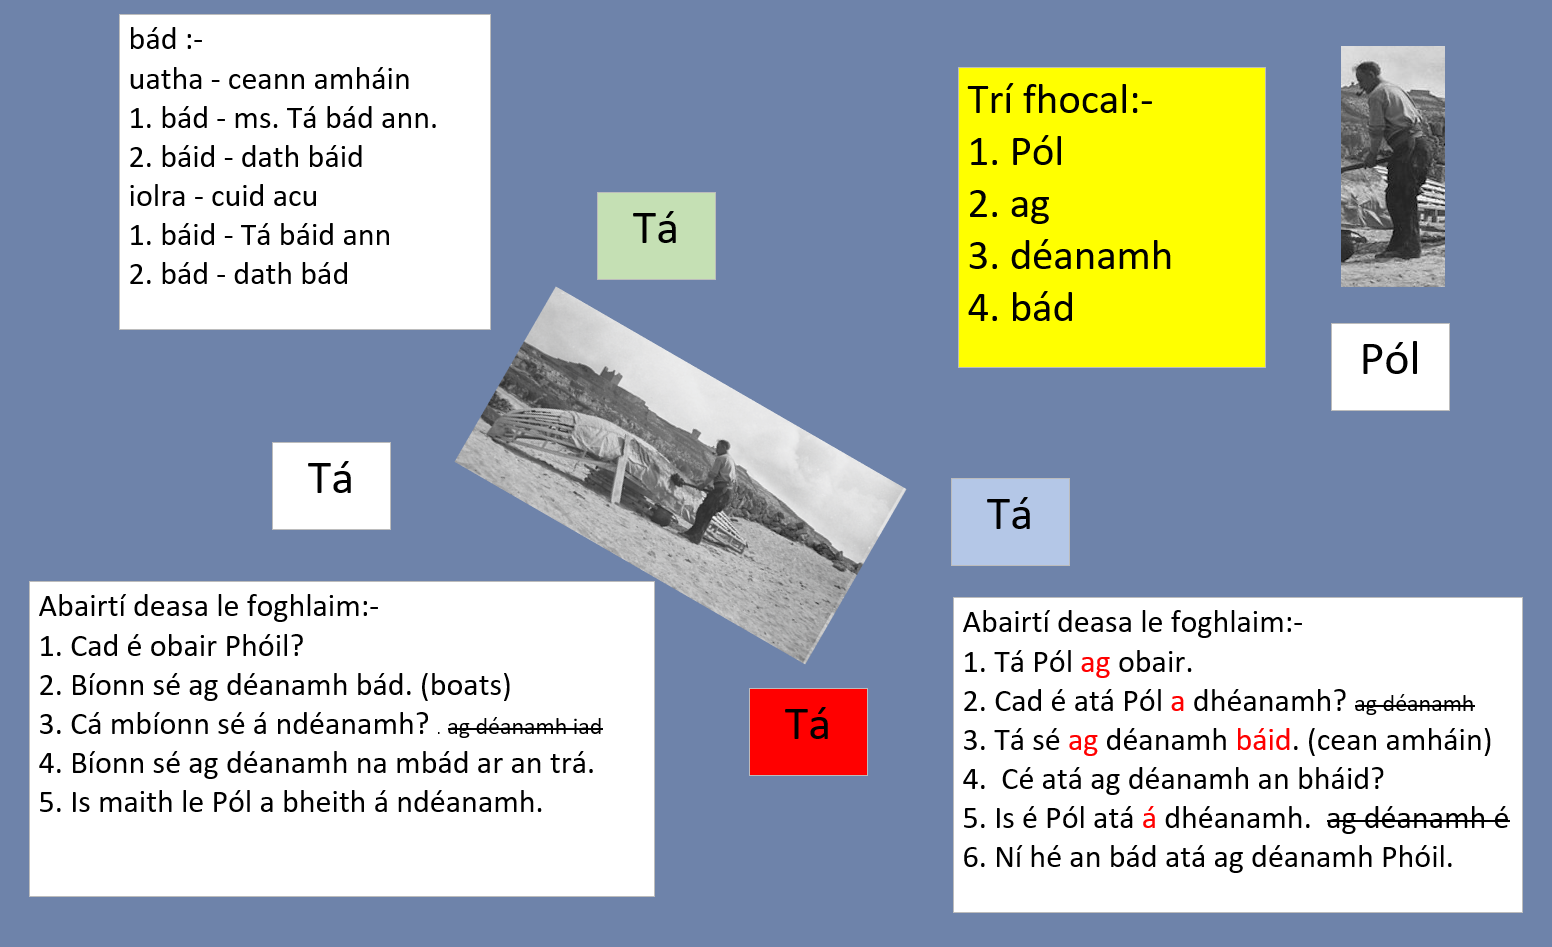 bád :-
uatha - ceann amháin
1. bád - ms. Tá bád ann.
2. báid - dath báid
iolra - cuid acu
1. báid - Tá báid ann
2. bád - dath bád
Tá
Trí fhocal:-
1. Pól
2. ag
3. déanamh
4. bád
Pól
Tá
Tá
Abairtí deasa le foghlaim:-
1. Cad é obair Phóil?
2. Bíonn sé ag déanamh bád. (boats)
3. Cá mbíonn sé á ndéanamh? . ag déanamh iad
4. Bíonn sé ag déanamh na mbád ar an trá.
5. Is maith le Pól a bheith á ndéanamh.
Tá
Abairtí deasa le foghlaim:-
1. Tá Pól ag obair.
2. Cad é atá Pól a dhéanamh? ag déanamh
3. Tá sé ag déanamh báid. (cean amháin)
4. Cé atá ag déanamh an bháid?
5. Is é Pól atá á dhéanamh. ag déanamh é
6. Ní hé an bád atá ag déanamh Phóil.